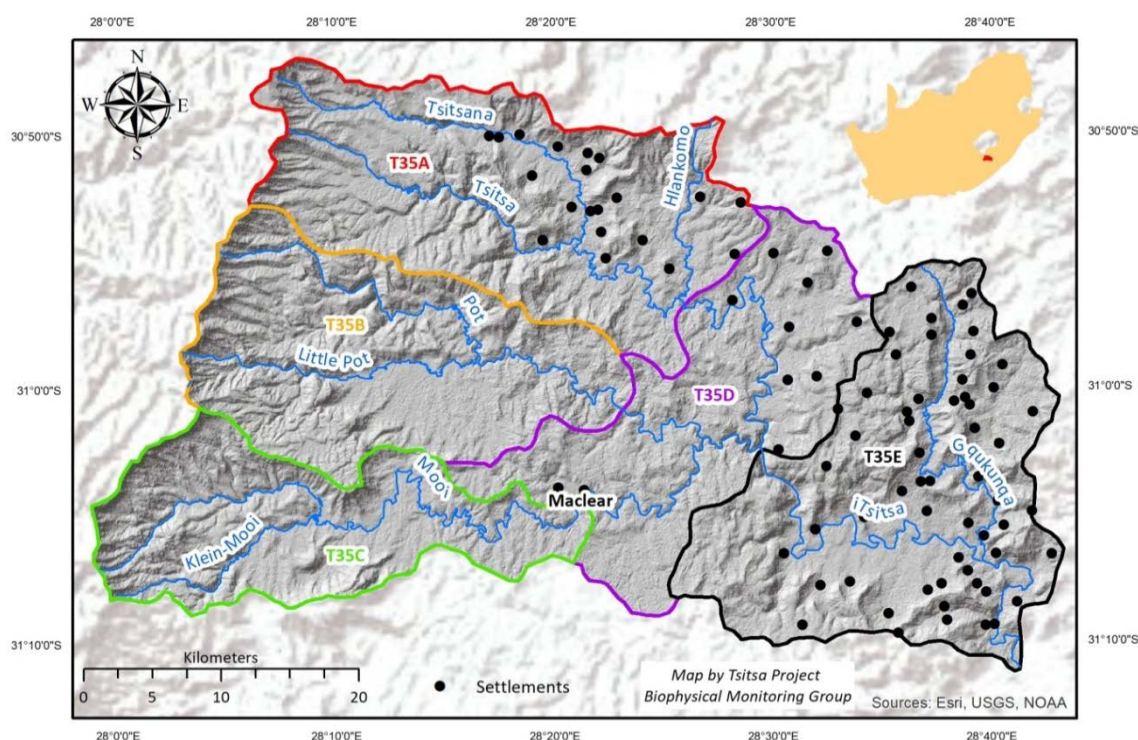 28°0'0"E 28°10'0"E 28°20'0"E 28°30'0"E 28°40'0"E
N
W E
S
30°50'0"S 30°50'0"S
Tsitsana
Hlankomo
T35A
Tsitsa
Pot
T35B
Little Pot
31°0'0"S 31°0'0"S
T35D
T35E
Gqukunqa
Mooi
Maclear
iTsitsa
Klein-Mooi
T35C
31°10'0"S 31°10'0"S
Kilometers
0 5 10 20
Settlements
Map by Tsitsa Project
Biophysical Monitoring Group
Sources: Esri, USGS, NOAA
28°0'0"E 28°10'0"E 28°20'0"E 28°30'0"E 28°40'0"E